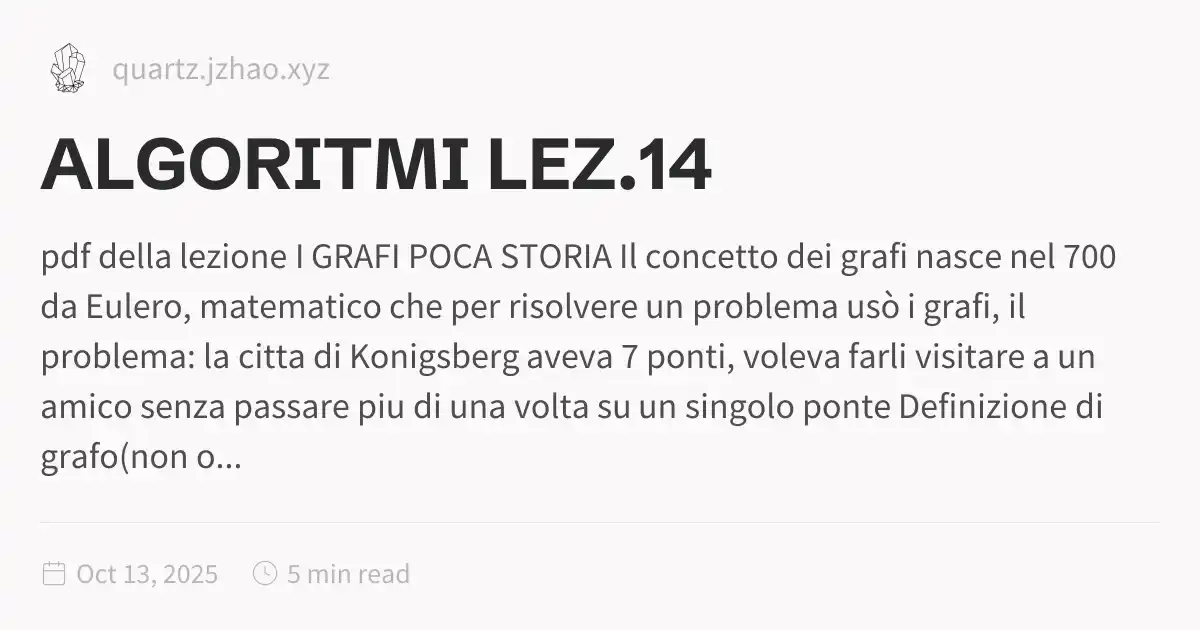 quartz.jzhao.xyz
ALGORITMI LEZ.14
pdf della lezione I GRAFI POCA STORIA Il concetto dei grafi nasce nel 700
da Eulero, matematico che per risolvere un problema usò i grafi, il
problema: la citta di Konigsberg aveva 7 ponti, voleva farli visitare a un
amico senza passare piu di una volta su un singolo ponte Definizione di
grafo(non o...
Oct 13, 2025 5 min read